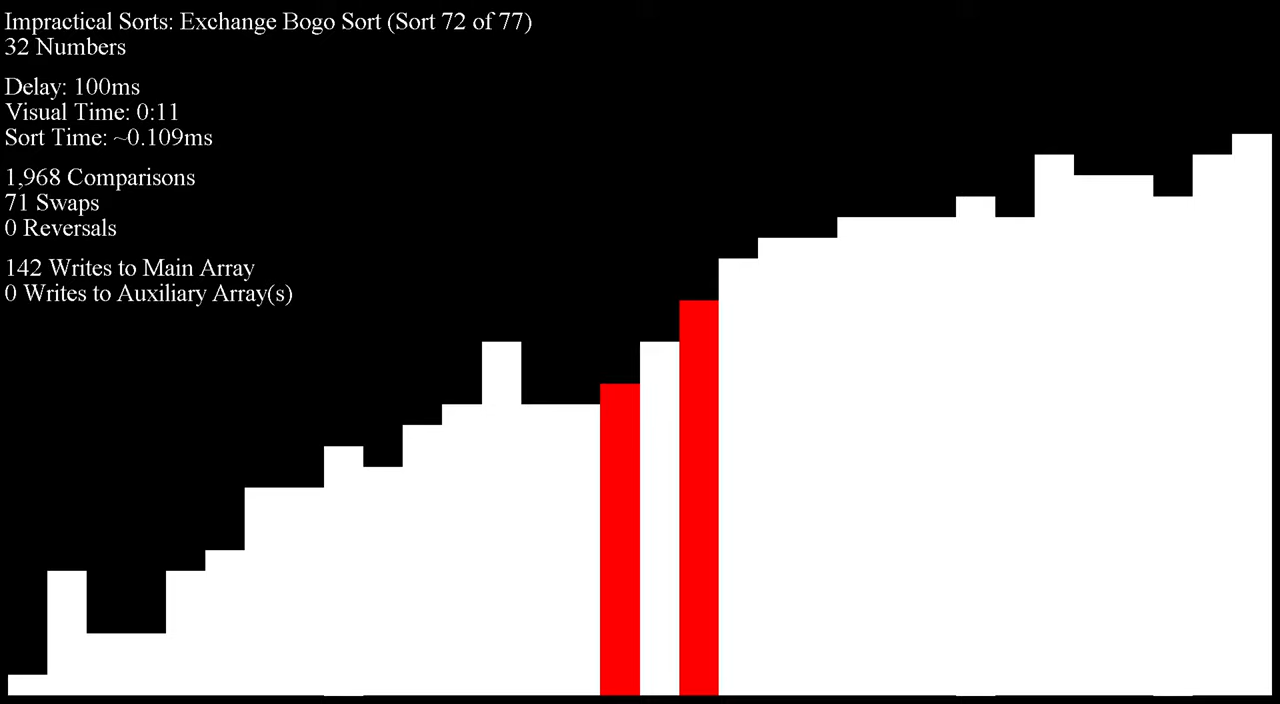 Impractical Sorts: Exchange Bogo Sort (Sort 72 of 77)
32 Numbers
Delay: 100ms
Visual Time: 0:11
Sort Time: ~0.109ms
1,968 Comparisons
71 Swaps
0 Reversals
142 Writes to Main Array
0 Writes to Auxiliary Array(s)